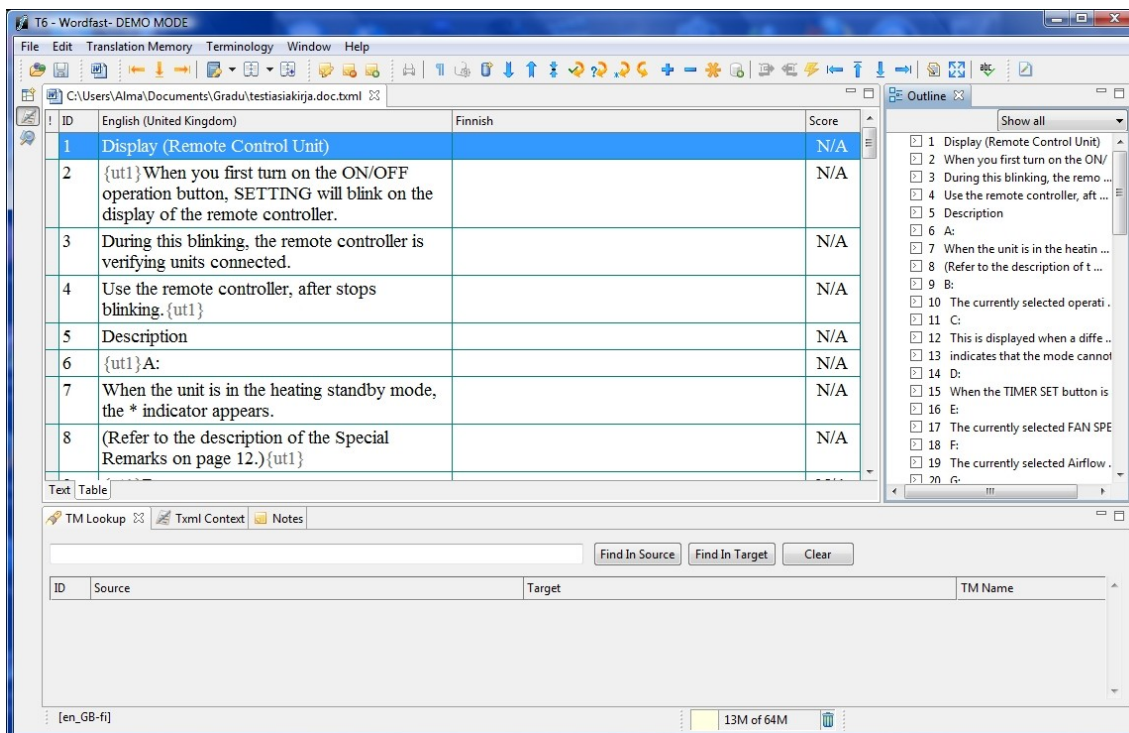 T6 - Wordfast- DEMO MODE
File Edit Translation Memory Terminology Window Help
C:\Users\Alma\Documents\Gradu\testiasiakirja.doc.txml
! ID English (United Kingdom) Finnish Score
1 Display (Remote Control Unit) N/A
2 {ut1}When you first turn on the ON/OFF N/A
operation button, SETTING will blink on the
display of the remote controller.
3 During this blinking, the remote controller is N/A
verifying units connected.
4 Use the remote controller, after stops N/A
blinking.{ut1}
5 Description N/A
6 {ut1}A: N/A
7 When the unit is in the heating standby mode, N/A
the * indicator appears.
8 (Refer to the description of the Special N/A
Remarks on page 12.){ut1}
Text Table
Outline
Show all
1 Display (Remote Control Unit)
2 When you first turn on the ON/
3 During this blinking, the remo ...
4 Use the remote controller, aft ...
5 Description
6 A:
7 When the unit is in the heatin ...
8 (Refer to the description of t ...
9 B:
10 The currently selected operati .
11 C:
12 This is displayed when a diffe ..
13 indicates that the mode cannot
14 D:
15 When the TIMER SET button is
16 E:
17 The currently selected FAN SPE
18 F:
19 The currently selected Airflow .
20 G:
TM Lookup Txml Context Notes
Find In Source Find In Target Clear
ID Source Target TM Name
[en_GB-fi] 13M of 64M